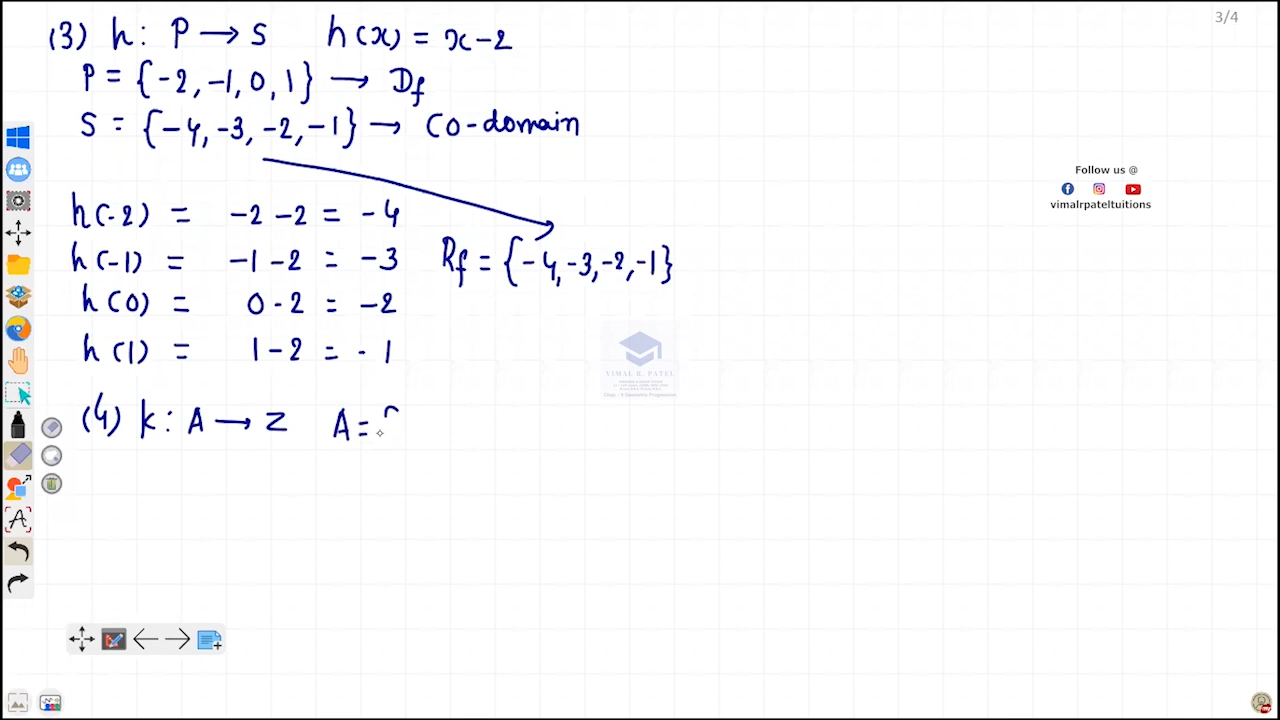 3/4
(3) h : P → S h(x) = x-2
P = {-2, -1, 0, 1} → Df
S = {-4, -3, -2, -1} → Co-domain
Follow us @
vimalrpateltuitions
h(-2) = -2 -2 = -4
h(-1) = -1 -2 = -3 Rf = {-4, -3, -2, -1}
h(0) = 0 - 2 = -2
h(1) = 1 - 2 = -1
VIMAL R. PATEL
(4) k : A → Z A =